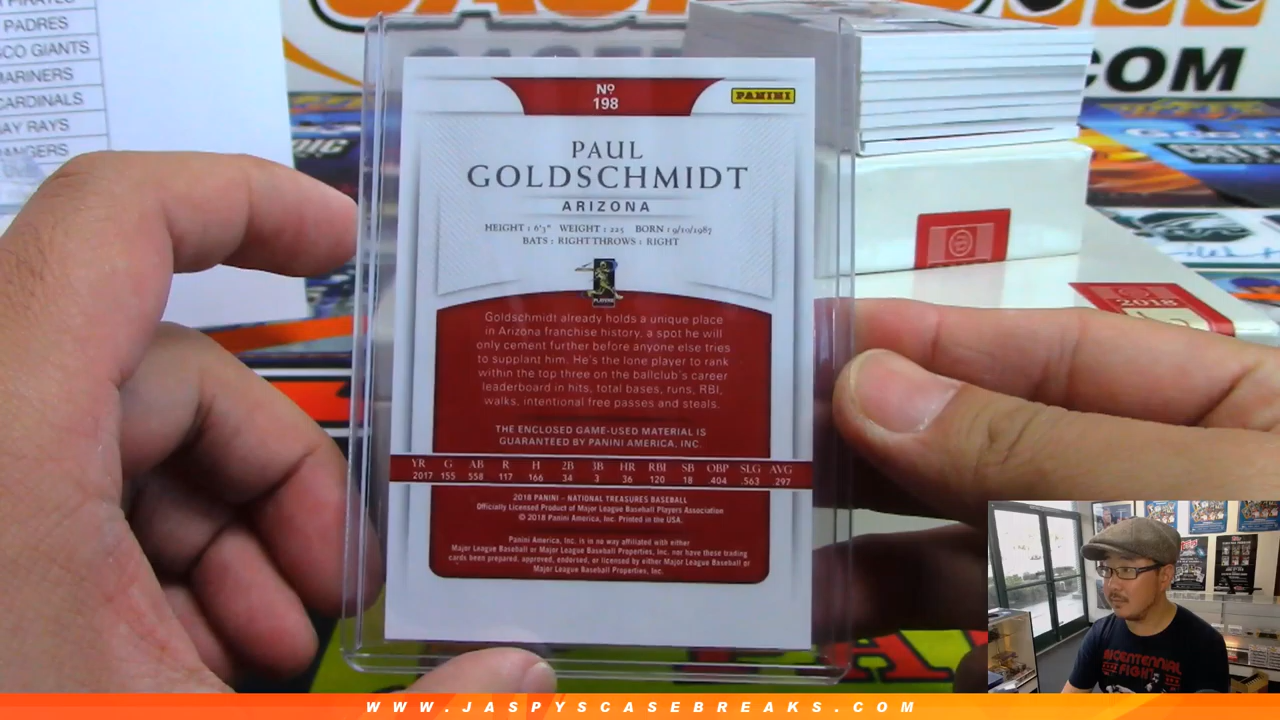 PADRES
CO GIANTS
MARINERS
CARDINALS
AY RAYS
ANGERS
COM
№
198
PANINI
PAUL
GOLDSCHMIDT
ARIZONA
HEIGHT : 6'3" WEIGHT : 225 BORN : 9/10/1987
BATS : RIGHT THROWS : RIGHT
Goldschmidt already holds a unique place
in Arizona franchise history, a spot he will
only cement further before anyone else tries
to supplant him. He's the lone player to rank
within the top three on the ballclub's career
leaderboard in hits, total bases, runs, RBI,
walks, intentional free passes and steals.
THE ENCLOSED GAME-USED MATERIAL IS
GUARANTEED BY PANINI AMERICA, INC.
YR G AB R H 2B 3B HR RBI SB OBP SLG AVG
2017 155 558 117 166 34 3 36 120 18 .404 .563 .297
2018 PANINI - NATIONAL TREASURES BASEBALL
Officially Licensed Product of Major League Baseball Players Association
© 2018 Panini America, Inc. Printed in the USA.
Panini America, Inc. is in no way affiliated with either
Major League Baseball or Major League Baseball Properties, Inc. nor have these trading
cards been prepared, approved, endorsed, or licensed by either Major League Baseball or
Major League Baseball Properties, Inc.
2018
BICENTENNIAL
FIGHT
WWW.JASPYSCASEBREAKS.COM